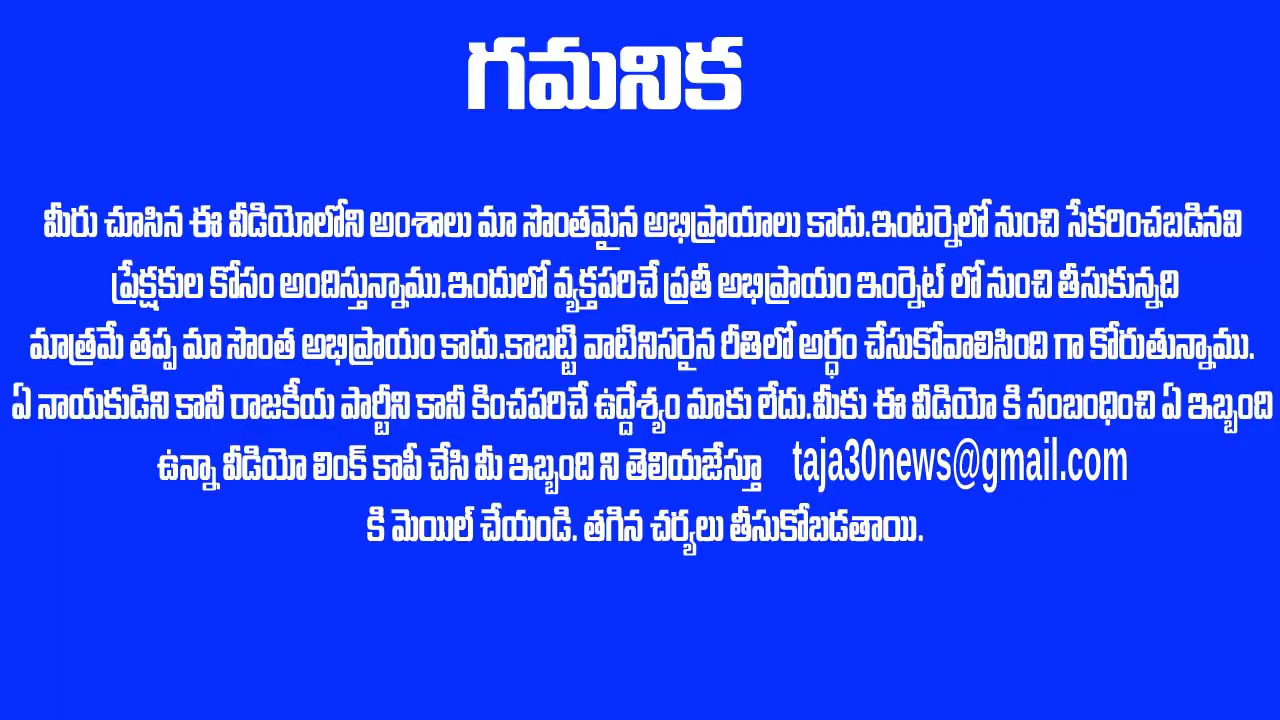 గమనిక
మీరు చూసిన ఈ వీడియోలోని అంశాలు మా సొంతమైన అభిప్రాయాలు కాదు.ఇంటర్నెలో నుంచి సేకరించబడినవి
ప్రేక్షకుల కోసం అందిస్తున్నాము.ఇందులో వ్యక్తపరిచే ప్రతీ అభిప్రాయం ఇంర్నెట్ లో నుంచి తీసుకున్నది
మాత్రమే తప్ప మా సొంత అభిప్రాయం కాదు.కాబట్టి వాటినిసరైన రీతిలో అర్ధం చేసుకోవాలిసింది గా కోరుతున్నాము.
ఏ నాయకుడిని కానీ రాజకీయ పార్టీని కానీ కించపరిచే ఉద్దేశ్యం మాకు లేదు.మీకు ఈ వీడియో కి సంబంధించి ఏ ఇబ్బంది
ఉన్నా వీడియో లింక్ కాపీ చేసి మీ ఇబ్బంది ని తెలియజేస్తూ taja30news@gmail.com
కి మెయిల్ చేయండి. తగిన చర్యలు తీసుకోబడతాయి.